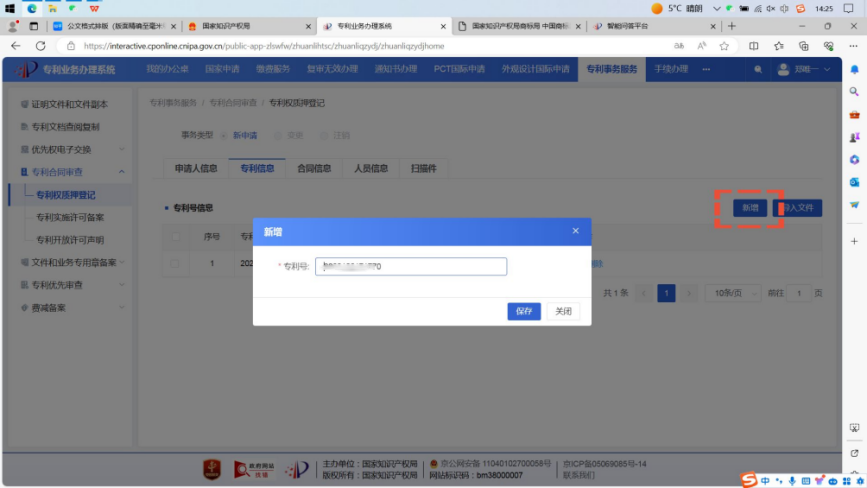 5°C 晴朗
14:25
公文格式排版（版面精确至毫米
国家知识产权局
专利业务办理系统
国家知识产权局商标局 中国商标
智能问答平台
https://interactive.cponline.cnipa.gov.cn/public-app-zlswfw/zhuanlihtsc/zhuanliqzydj/zhuanliqzydjhome
专利业务办理系统
我的办公桌
国家申请
缴费服务
复审无效办理
通知书办理
PCT国际申请
外观设计国际申请
专利事务服务
手续办理
证明文件和文件副本
专利文档查阅复制
优先权电子交换
专利合同审查
专利权质押登记
专利实施许可备案
专利开放许可声明
文件和业务专用章备案
专利优先审查
费减备案
专利事务服务 / 专利合同审查 / 专利权质押登记
事务类型
新申请
变更
注销
申请人信息
专利信息
合同信息
人员信息
扫描件
专利号信息
新增
导入文件
序号
专利
1
202
新增
* 专利号:
保存
关闭
共 1 条
1
10条/页
前往 1 页
政府网站
找错
主办单位：国家知识产权局
版权所有：国家知识产权局
京公网安备 11040102700056号
网站标识码：bm38000007
京ICP备05069085号-14
联系我们
中